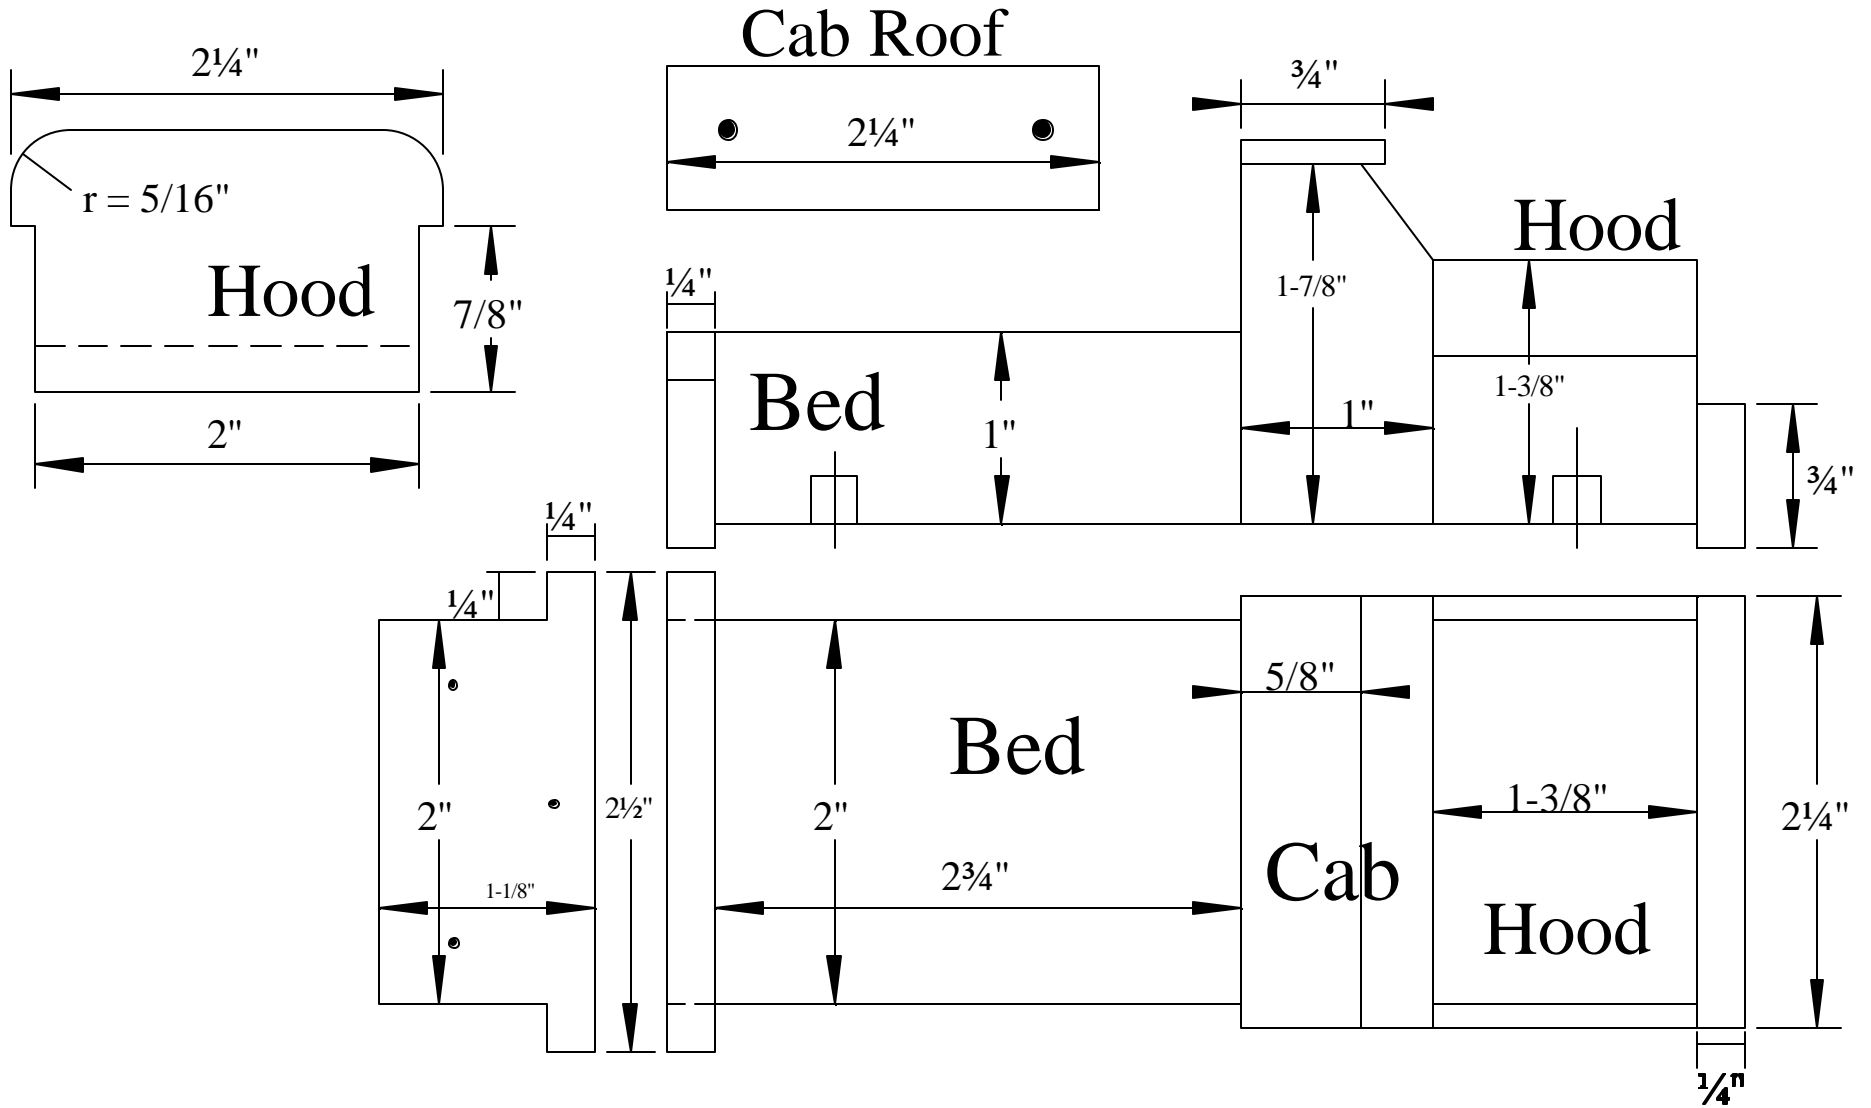 Cab Roof
2¼"
¾"
2¼"
r = 5/16"
Hood
Hood
¼"
1-7/8"
7/8"
Bed
1-3/8"
1"
1"
2"
¾"
¼"
¼"
5/8"
Bed
1-3/8"
2"
2½"
2"
2¼"
Cab
2¾"
1-1/8"
Hood
¼"